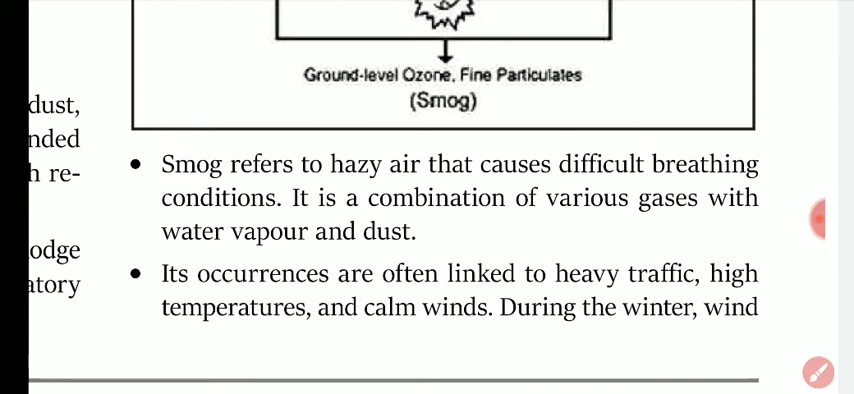 Ground-level Ozone, Fine Particulates
(Smog)
dust,
nded
h re-
odge
atory
• Smog refers to hazy air that causes difficult breathing
conditions. It is a combination of various gases with
water vapour and dust.
• Its occurrences are often linked to heavy traffic, high
temperatures, and calm winds. During the winter, wind